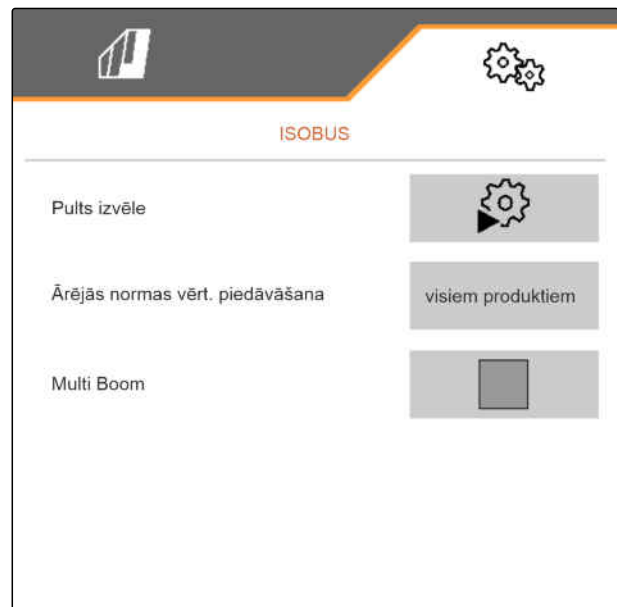 ISOBUS
Pults izvēle
Ārējās normas vērt. piedāvāšana
visiem produktiem
Multi Boom